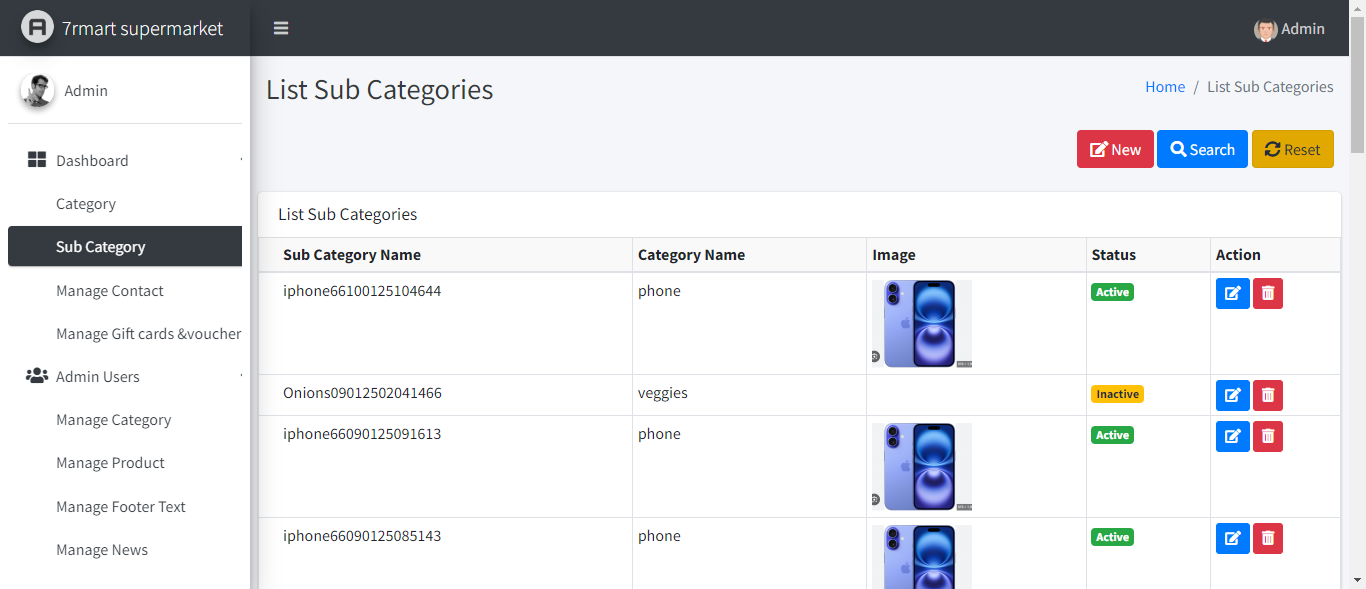 7rmart supermarket
Admin
Admin
List Sub Categories
Home / List Sub Categories
New
Search
Reset
Dashboard
Category
Sub Category
Manage Contact
Manage Gift cards &voucher
Admin Users
Manage Category
Manage Product
Manage Footer Text
Manage News
List Sub Categories
Sub Category Name Category Name Image Status Action
iphone66100125104644 phone Active
Onions09012502041466 veggies Inactive
iphone66090125091613 phone Active
iphone66090125085143 phone Active